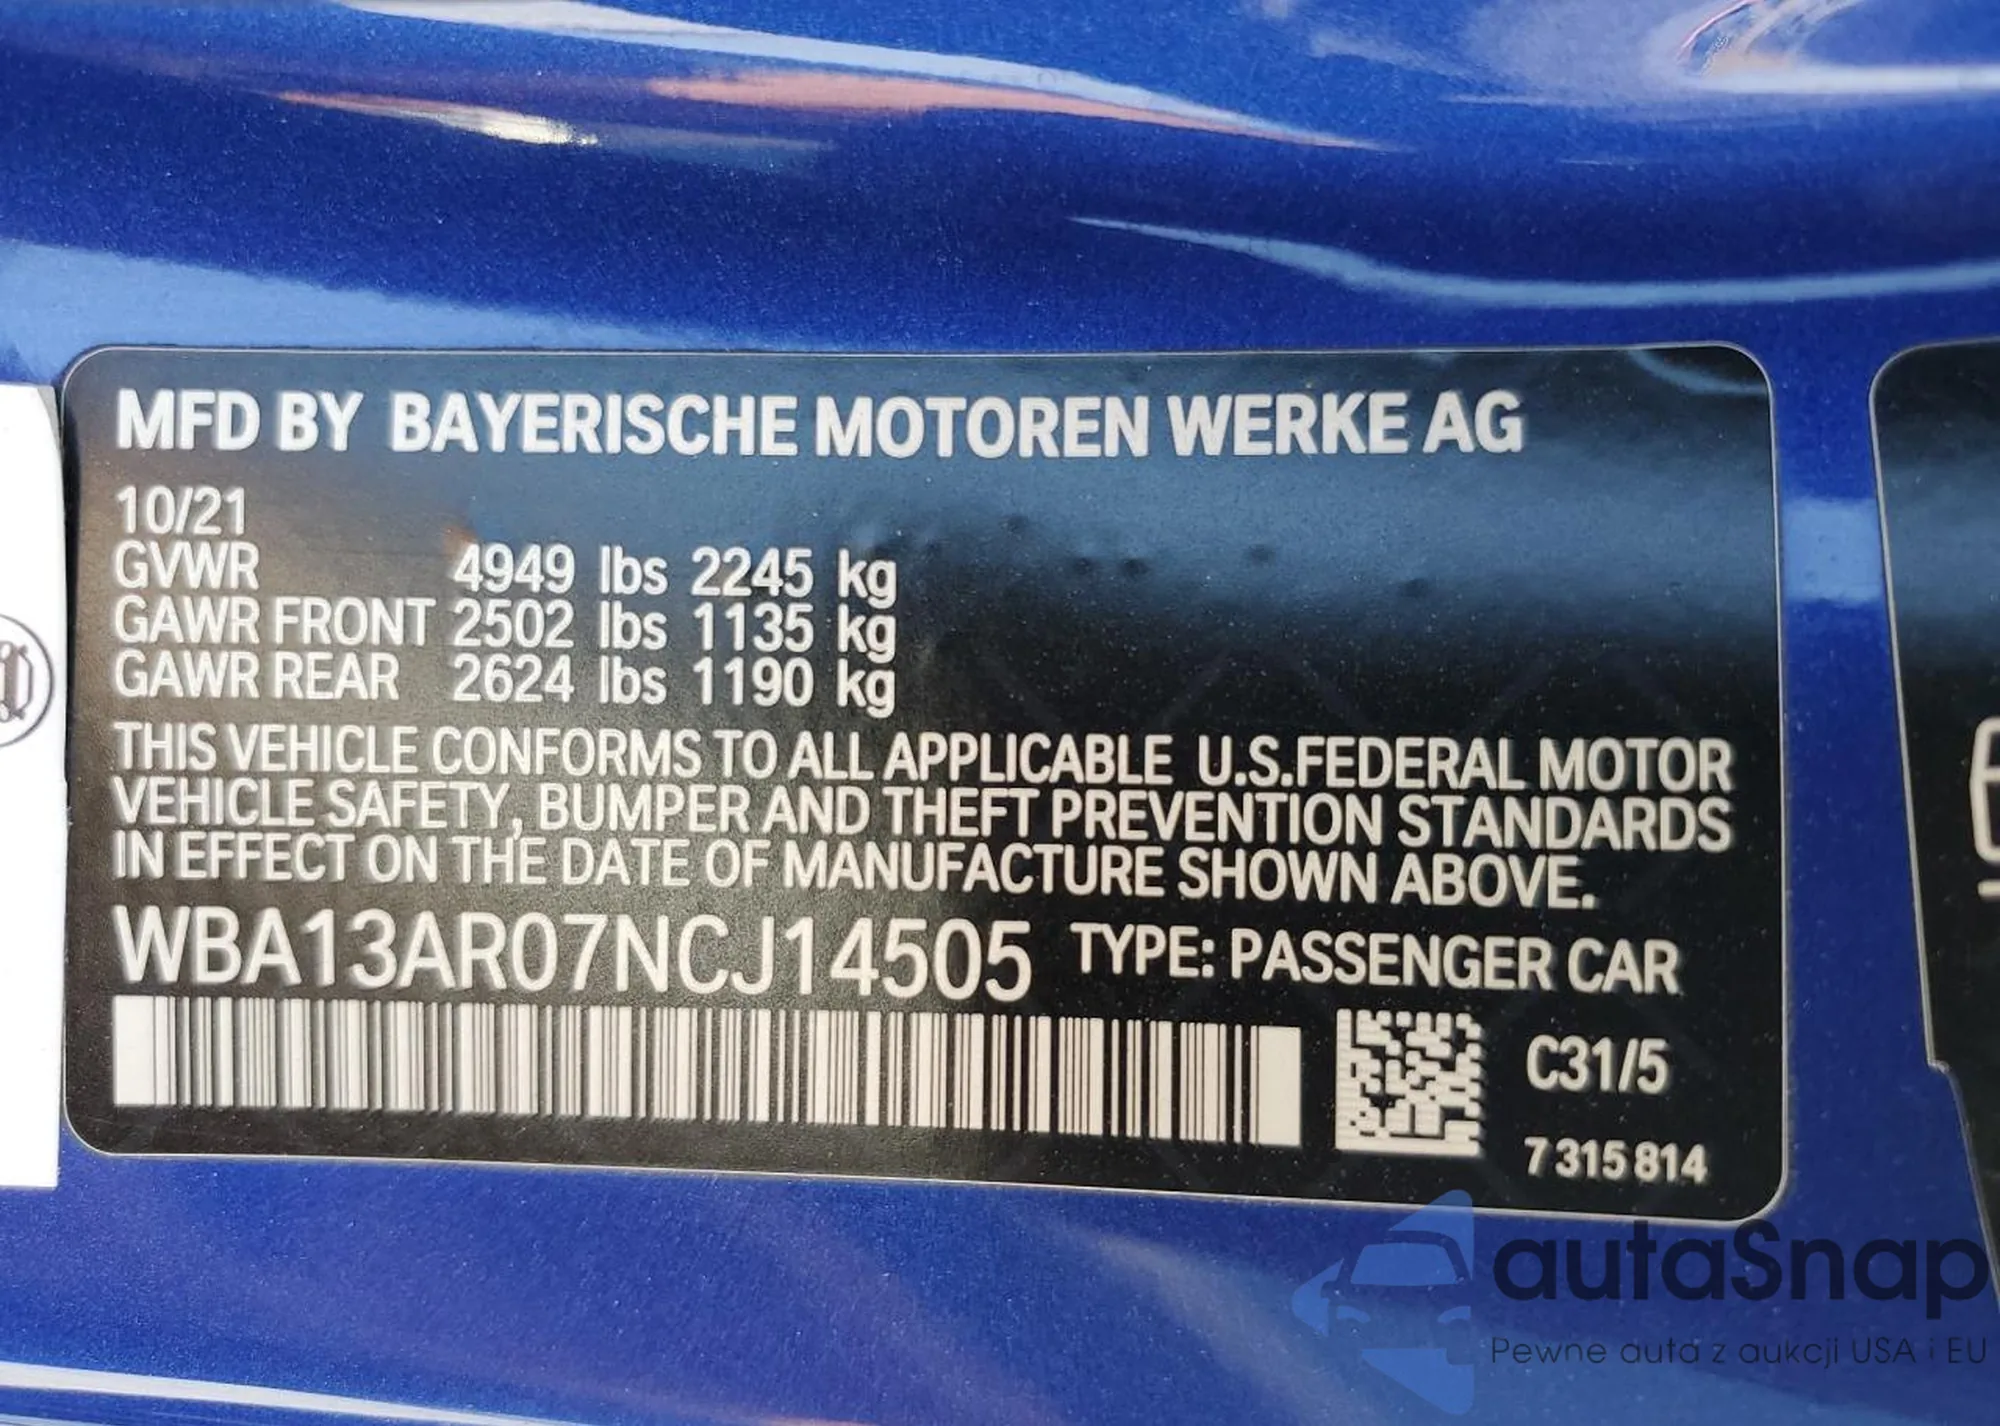 MFD BY BAYERISCHE MOTOREN WERKE AG
10/21
GVWR 4949 lbs 2245 kg
GAWR FRONT 2502 lbs 1135 kg
GAWR REAR 2624 lbs 1190 kg
THIS VEHICLE CONFORMS TO ALL APPLICABLE U.S.FEDERAL MOTOR
VEHICLE SAFETY, BUMPER AND THEFT PREVENTION STANDARDS
IN EFFECT ON THE DATE OF MANUFACTURE SHOWN ABOVE.
WBA13AR07NCJ14505 TYPE: PASSENGER CAR
C31/5
7 315 814
autaSnap
Pewne auta z aukcji USA i EU